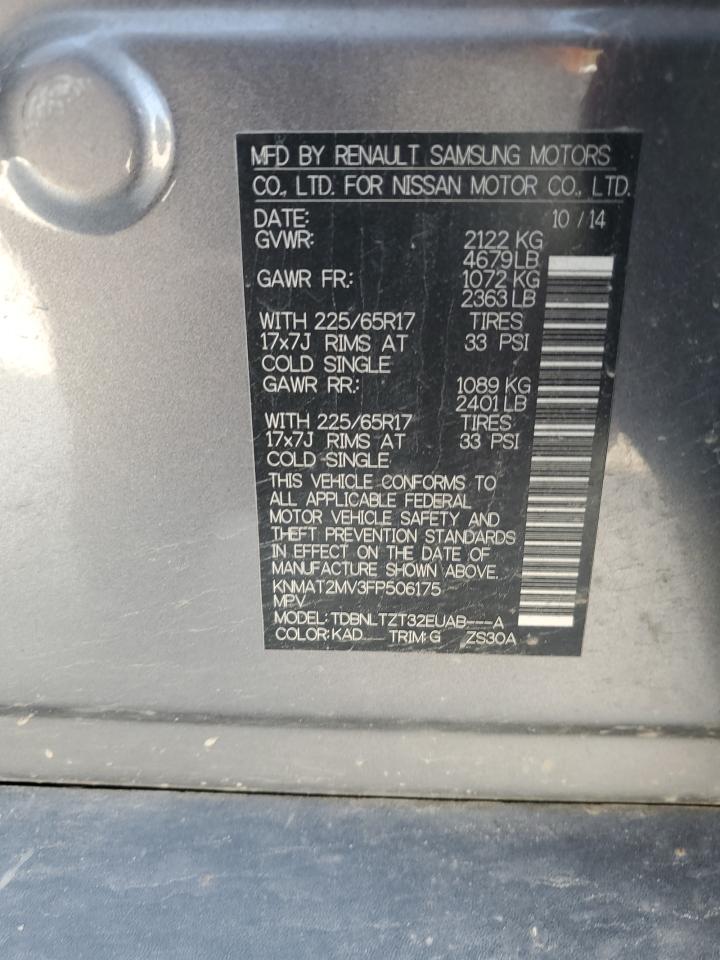 MFD BY RENAULT SAMSUNG MOTORS
CO., LTD. FOR NISSAN MOTOR CO., LTD.
DATE: 10 / 14
GVWR: 2122 KG
4679 LB
GAWR FR.: 1072 KG
2363 LB
WITH 225/65R17 TIRES
17x7J RIMS AT 33 PSI
COLD SINGLE
GAWR RR.: 1089 KG
2401 LB
WITH 225/65R17 TIRES
17x7J RIMS AT 33 PSI
COLD SINGLE
THIS VEHICLE CONFORMS TO
ALL APPLICABLE FEDERAL
MOTOR VEHICLE SAFETY AND
THEFT PREVENTION STANDARDS
IN EFFECT ON THE DATE OF
MANUFACTURE SHOWN ABOVE.
KNMAT2MV3FP506175
MPV
MODEL: TDBNLTZT32EUAB---A
COLOR: KAD TRIM: G ZS30A